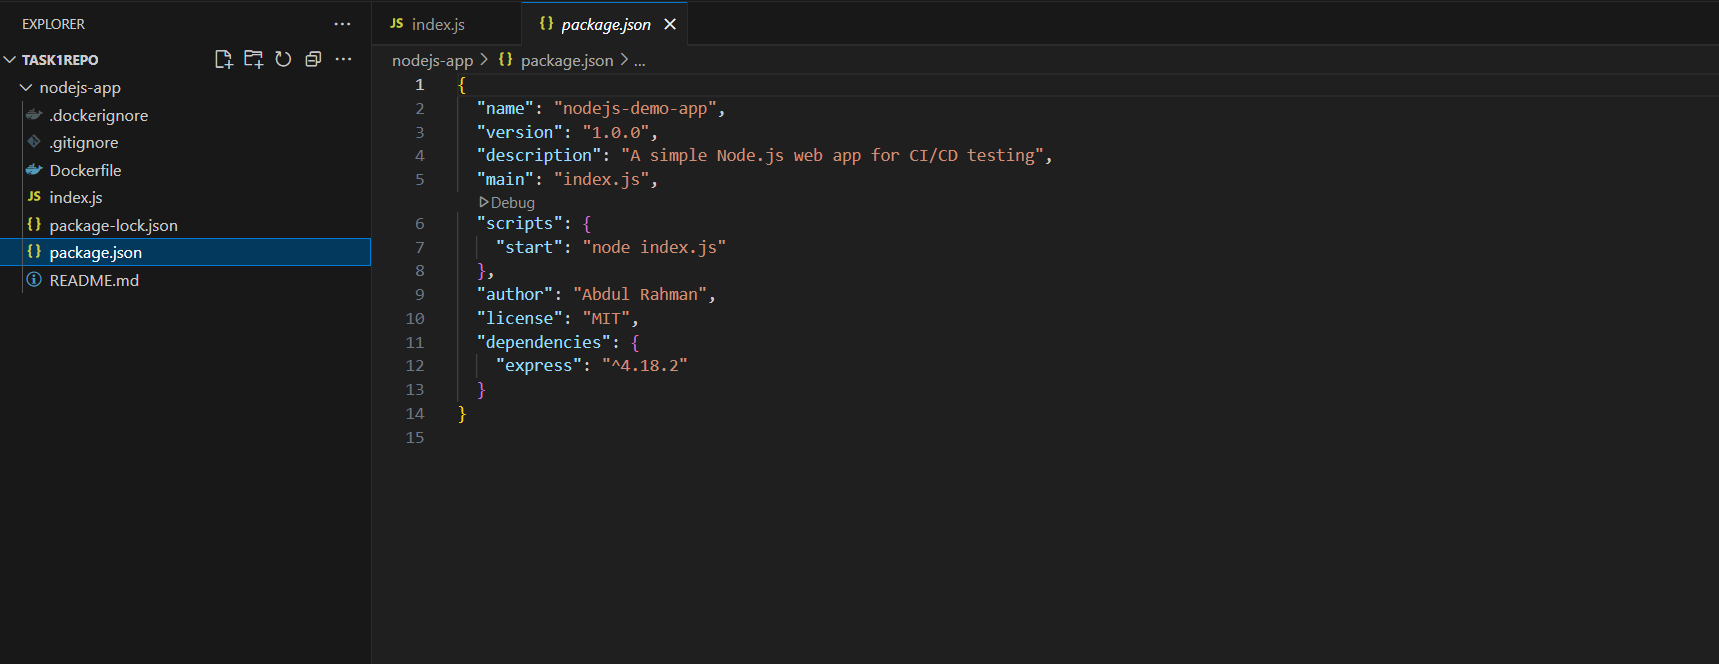 EXPLORER
TASK1REPO
nodejs-app
.dockerignore
.gitignore
Dockerfile
JS index.js
{} package-lock.json
{} package.json
README.md
JS index.js
{} package.json
nodejs-app > {} package.json > ...
1 {
2 "name": "nodejs-demo-app",
3 "version": "1.0.0",
4 "description": "A simple Node.js web app for CI/CD testing",
5 "main": "index.js",
Debug
6 "scripts": {
7 "start": "node index.js"
8 },
9 "author": "Abdul Rahman",
10 "license": "MIT",
11 "dependencies": {
12 "express": "^4.18.2"
13 }
14 }
15